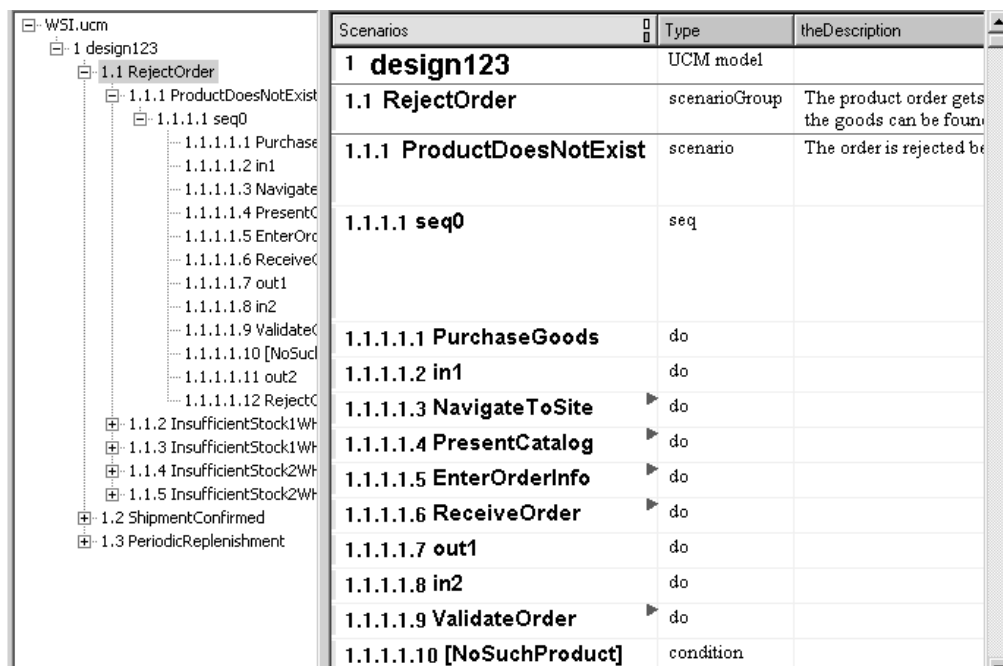 WSI.ucm
1 design123
1.1 RejectOrder
1.1.1 ProductDoesNotExist
1.1.1.1 seq0
1.1.1.1.1 Purchase
1.1.1.1.2 in1
1.1.1.1.3 Navigate
1.1.1.1.4 PresentC
1.1.1.1.5 EnterOrd
1.1.1.1.6 Receive
1.1.1.1.7 out1
1.1.1.1.8 in2
1.1.1.1.9 Validate
1.1.1.1.10 [NoSuc
1.1.1.1.11 out2
1.1.1.1.12 RejectO
1.1.2 InsufficientStock1WH
1.1.3 InsufficientStock1WH
1.1.4 InsufficientStock2WH
1.1.5 InsufficientStock2WH
1.2 ShipmentConfirmed
1.3 PeriodicReplenishment
Scenarios Type theDescription
1 design123 UCM model
1.1 RejectOrder scenarioGroup The product order gets
the goods can be foun
1.1.1 ProductDoesNotExist scenario The order is rejected be
1.1.1.1 seq0 seq
1.1.1.1.1 PurchaseGoods do
1.1.1.1.2 in1 do
1.1.1.1.3 NavigateToSite do
1.1.1.1.4 PresentCatalog do
1.1.1.1.5 EnterOrderInfo do
1.1.1.1.6 ReceiveOrder do
1.1.1.1.7 out1 do
1.1.1.1.8 in2 do
1.1.1.1.9 ValidateOrder do
1.1.1.1.10 [NoSuchProduct] condition